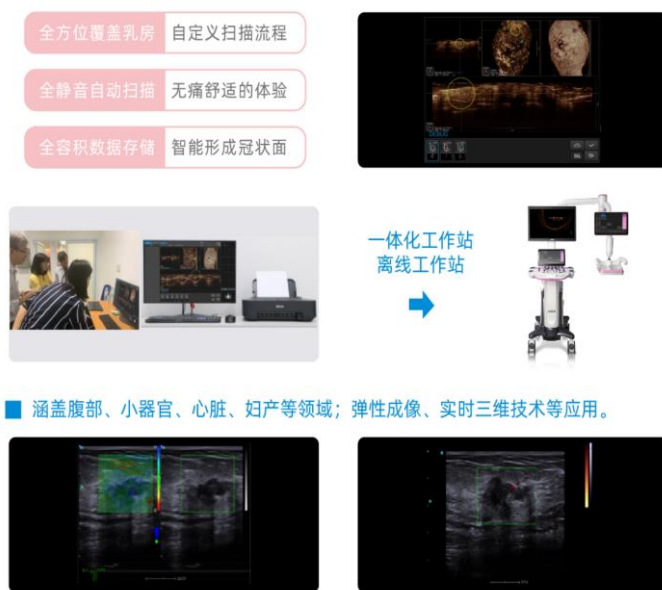 全方位覆盖乳房 自定义扫描流程
全静音自动扫描 无痛舒适的体验
全容积数据存储 智能形成冠状面
一体化工作站
离线工作站
涵盖腹部、小器官、心脏、妇产等领域；弹性成像、实时三维技术等应用。